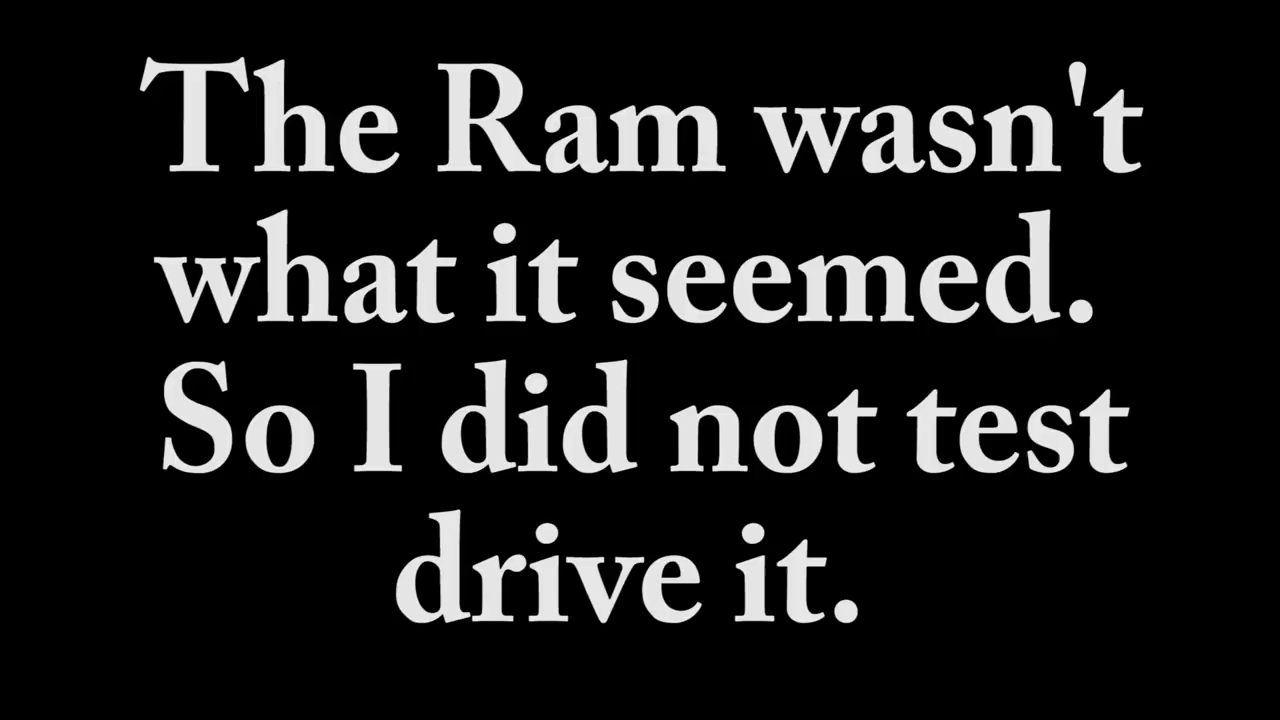 The Ram wasn't
what it seemed.
So I did not test
drive it.